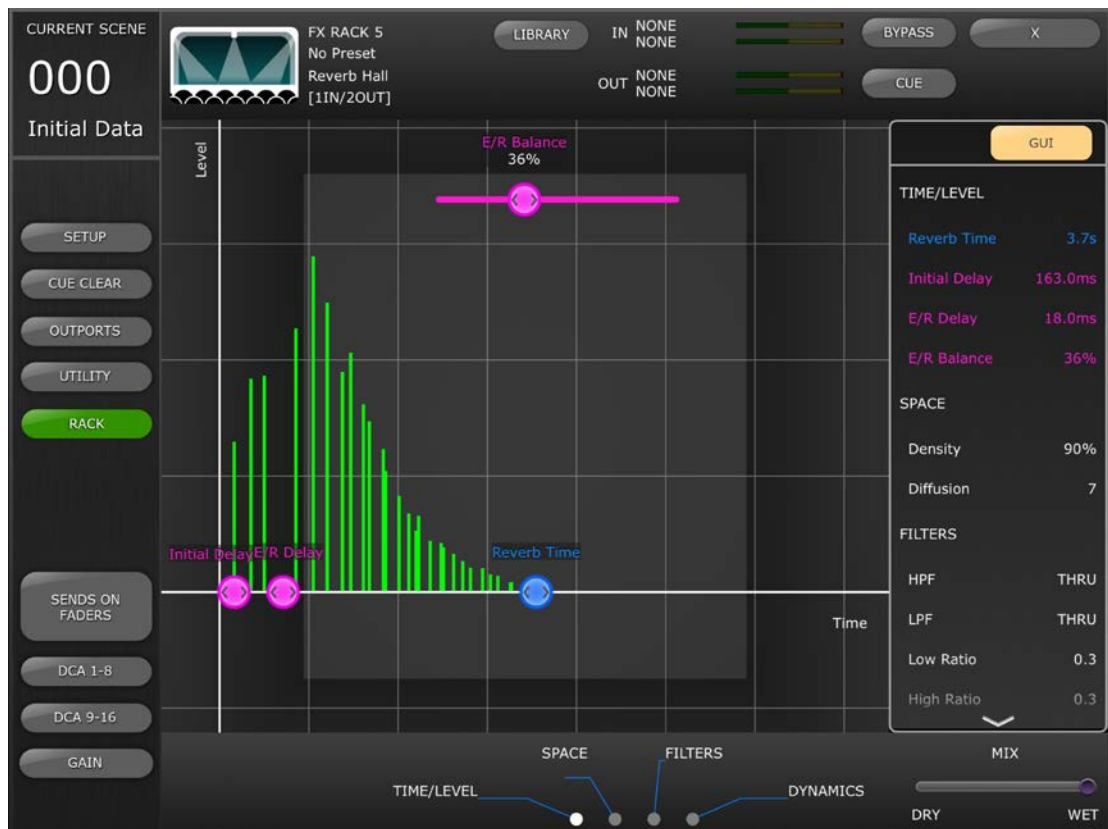 CURRENT SCENE
000
Initial Data
SETUP
CUE CLEAR
OUTPORTS
UTILITY
RACK
SENDS ON
FADERS
DCA 1-8
DCA 9-16
GAIN
FX RACK 5
No Preset
Reverb Hall
[1IN/2OUT]
LIBRARY
IN NONE
NONE
OUT NONE
NONE
BYPASS
X
CUE
Level
E/R Balance
36%
Initial Delay
E/R Delay
Reverb Time
Time
GUI
TIME/LEVEL
Reverb Time 3.7s
Initial Delay 163.0ms
E/R Delay 18.0ms
E/R Balance 36%
SPACE
Density 90%
Diffusion 7
FILTERS
HPF THRU
LPF THRU
Low Ratio 0.3
High Ratio 0.3
SPACE
FILTERS
TIME/LEVEL
DYNAMICS
MIX
DRY WET